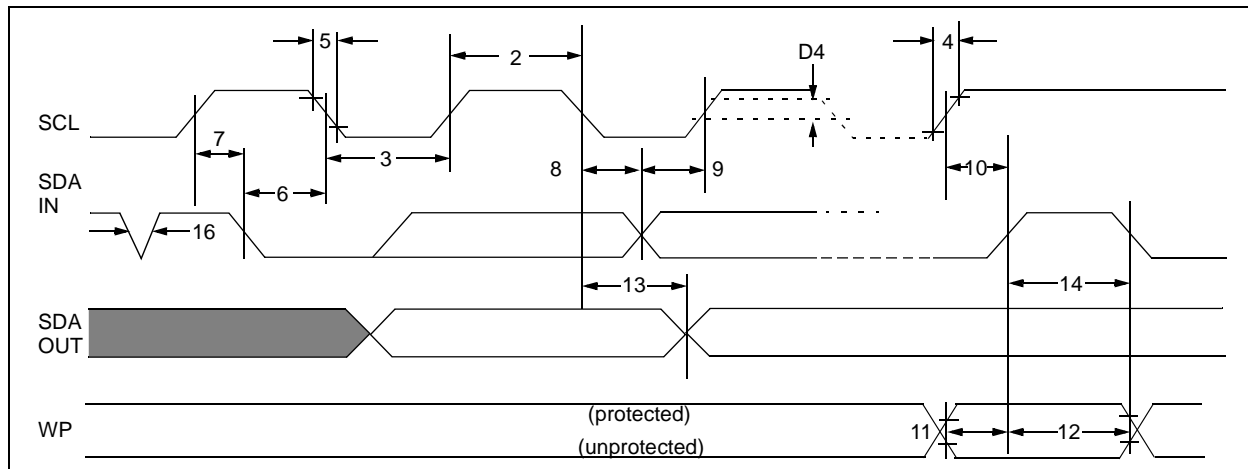 5
2
D4
4
SCL
7
3
8
9
10
SDA
IN
6
16
13
14
SDA
OUT
WP
(protected)
(unprotected)
11
12